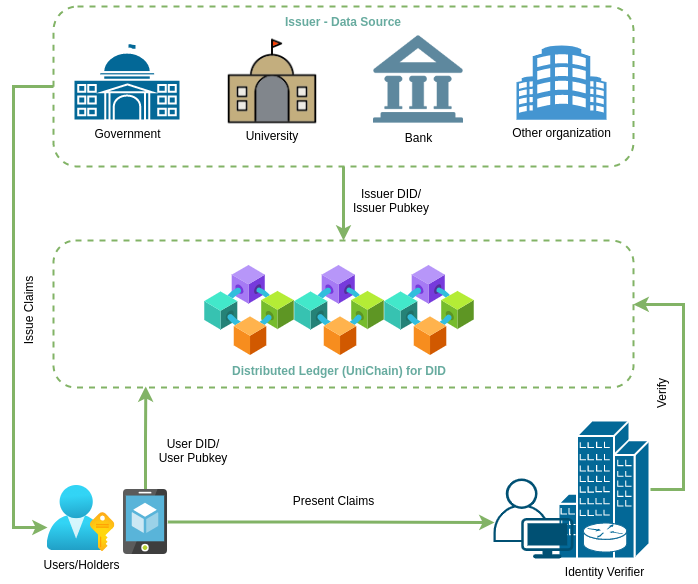 Issuer - Data Source
Government
University
Bank
Other organization
Issuer DID/
Issuer Pubkey
Issue Claims
Distributed Ledger (UniChain) for DID
Verify
User DID/
User Pubkey
Present Claims
Users/Holders
Identity Verifier